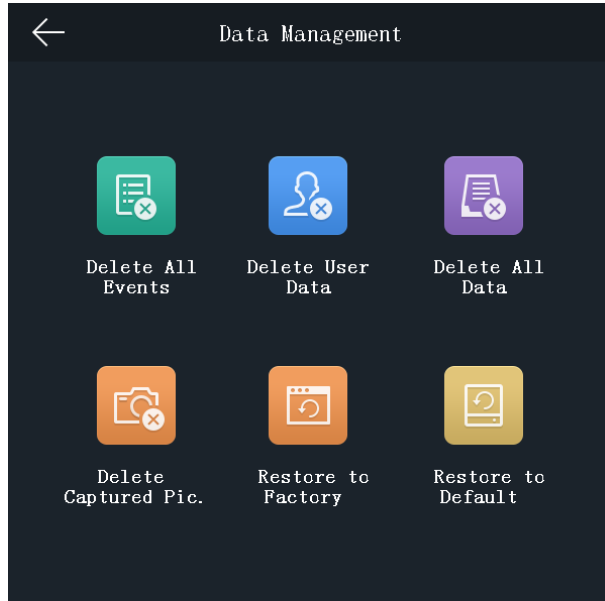 Data Management
Delete All
Events
Delete User
Data
Delete All
Data
Delete
Captured Pic.
Restore to
Factory
Restore to
Default